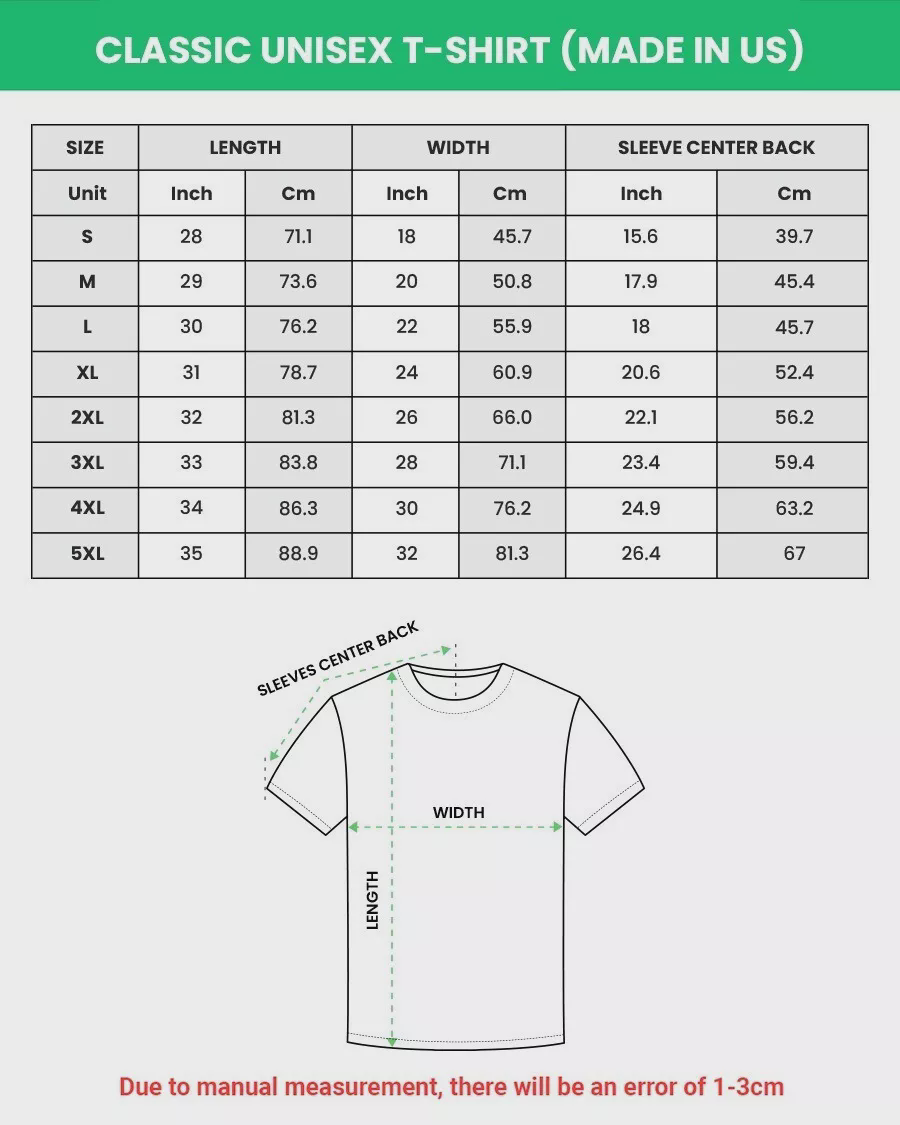 CLASSIC UNISEX T-SHIRT (MADE IN US)
SIZE LENGTH WIDTH SLEEVE CENTER BACK
Unit Inch Cm Inch Cm Inch Cm
S 28 71.1 18 45.7 15.6 39.7
M 29 73.6 20 50.8 17.9 45.4
L 30 76.2 22 55.9 18 45.7
XL 31 78.7 24 60.9 20.6 52.4
2XL 32 81.3 26 66.0 22.1 56.2
3XL 33 83.8 28 71.1 23.4 59.4
4XL 34 86.3 30 76.2 24.9 63.2
5XL 35 88.9 32 81.3 26.4 67
SLEEVES CENTER BACK
WIDTH
LENGTH
Due to manual measurement, there will be an error of 1-3cm